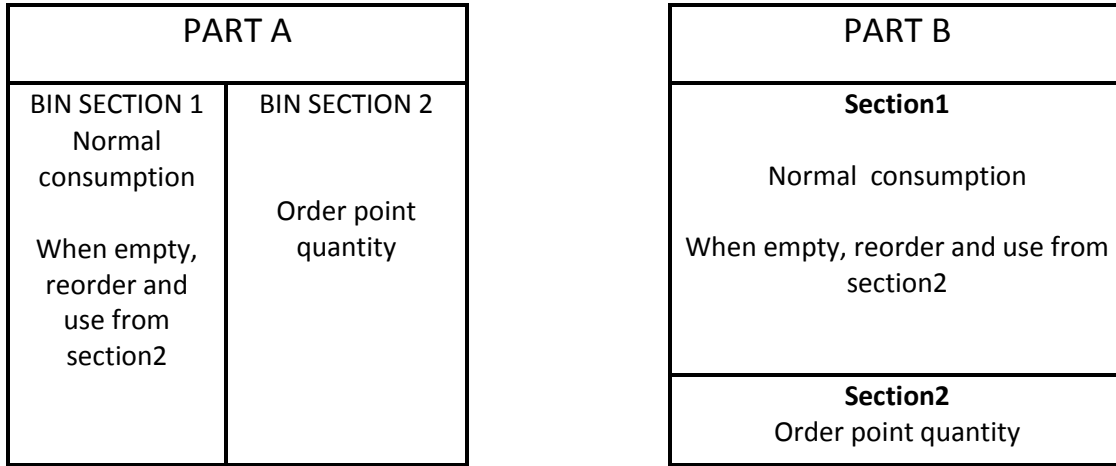 PART A
BIN SECTION 1
Normal
consumption
When empty,
reorder and
use from
section2
BIN SECTION 2
Order point
quantity
PART B
Section1
Normal consumption
When empty, reorder and use from
section2
Section2
Order point quantity